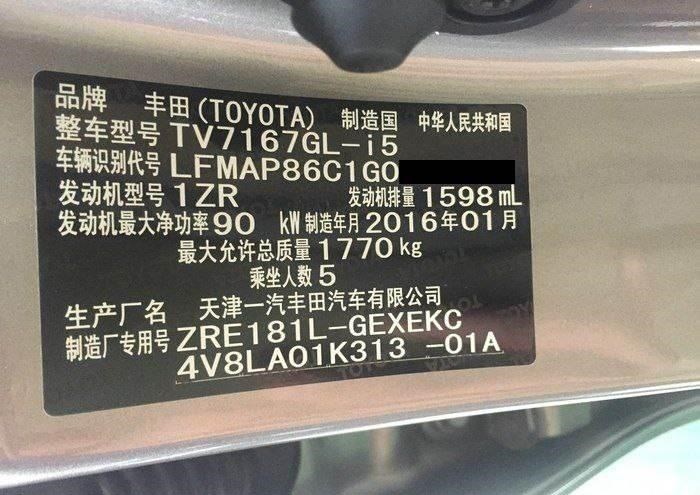 品牌 丰田(TOYOTA) 制造国 中华人民共和国
整车型号 TV7167GL-i5
车辆识别代号 LFMAP86C1G0
发动机型号 1ZR 发动机排量 1598 mL
发动机最大净功率 90 kW 制造年月 2016年01月
最大允许总质量 1770 kg
乘坐人数 5
生产厂名 天津一汽丰田汽车有限公司
制造厂专用号 ZRE181L-GEXEKC
4V8LA01K313 -01A